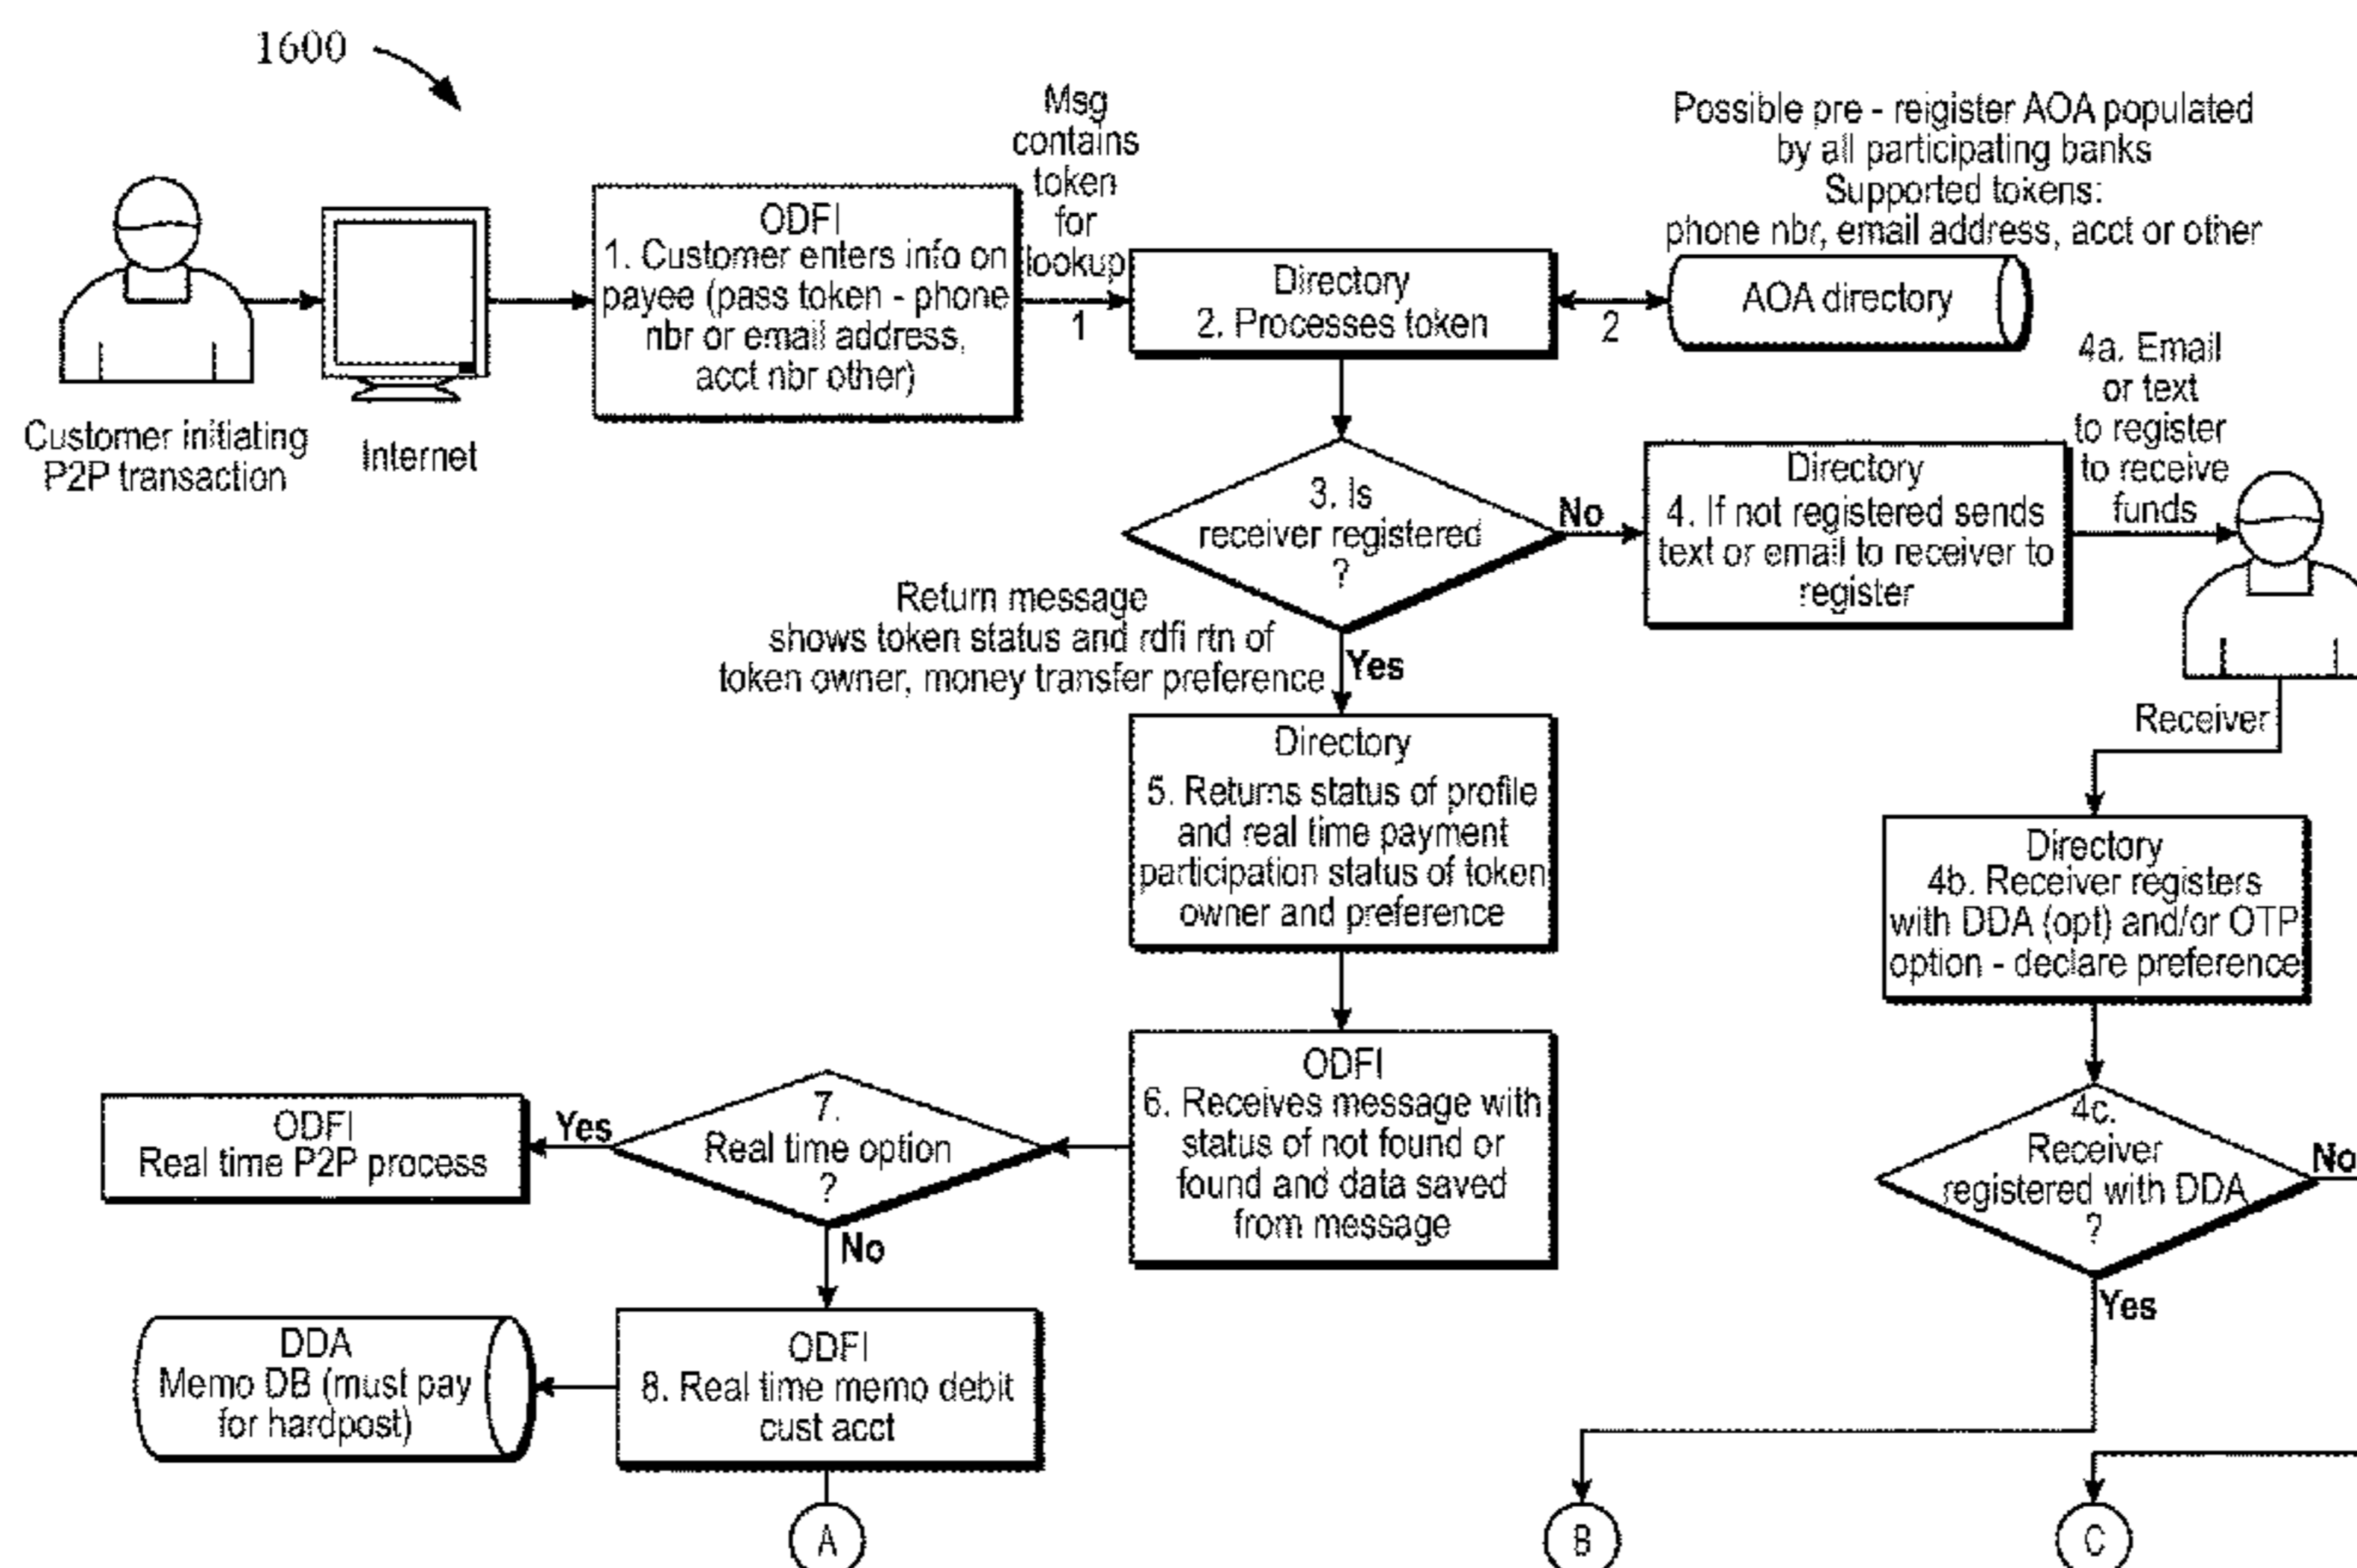 1600
Msg
contains
token
for
lookup
1
Possible pre - reigister AOA populated
by all participating banks
Supported tokens:
phone nbr, email address, acct or other
ODFI
1. Customer enters info on
payee (pass token - phone
nbr or email address,
acct nbr other)
Directory
2. Processes token
2
AOA directory
Customer initiating
P2P transaction
Internet
4a. Email
or text
to register
to receive
funds
3. Is
receiver registered
?
No
Directory
4. If not registered sends
text or email to receiver to
register
Return message
shows token status and rdfi rtn of
token owner, money transfer preference
Yes
Receiver
Directory
5. Returns status of profile
and real time payment
participation status of token
owner and preference
Directory
4b. Receiver registers
with DDA (opt) and/or OTP
option - declare preference
ODFI
6. Receives message with
status of not found or
found and data saved
from message
7.
Real time option
?
Yes
ODFI
Real time P2P process
No
4c.
Receiver
registered with DDA
?
No
Yes
ODFI
8. Real time memo debit
cust acct
DDA
Memo DB (must pay
for hardpost)
A
B
C